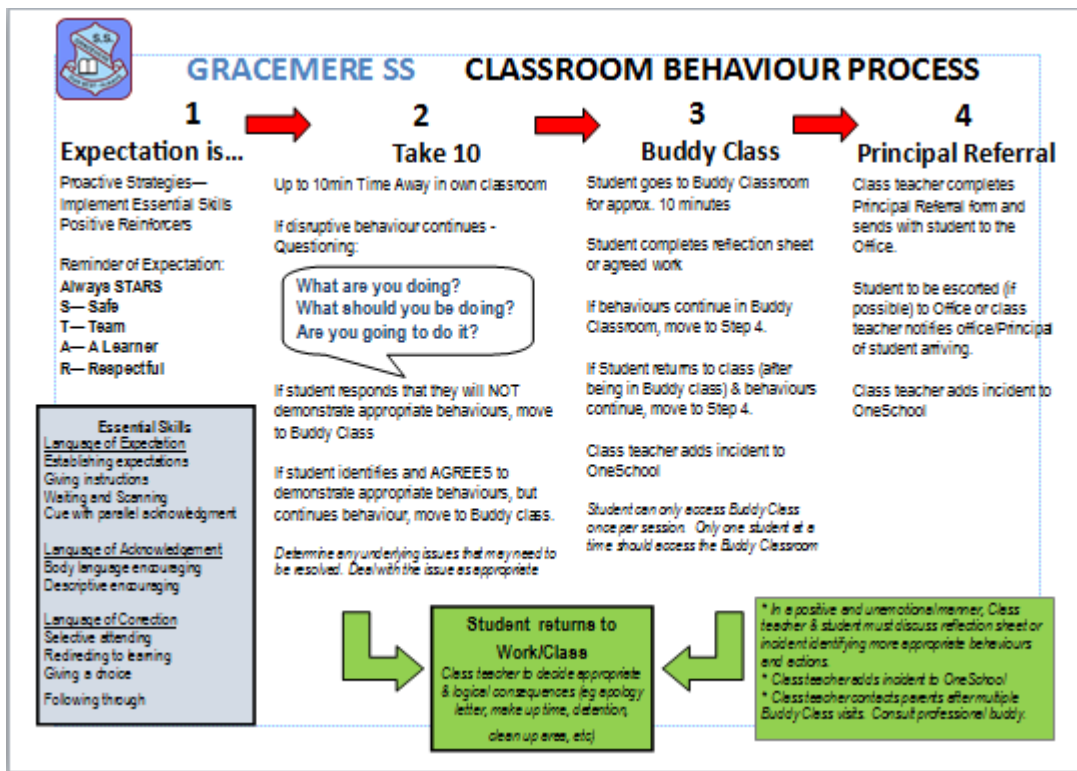 S.S.
GRACEMERE SS CLASSROOM BEHAVIOUR PROCESS
1
Expectation is...
Proactive Strategies—
Implement Essential Skills
Positive Reinforcers
Reminder of Expectation:
Always STARS
S— Safe
T— Team
A— A Learner
R— Respectful
Essential Skills
Language of Expectation
Establishing expectations
Giving instructions
Waiting and Scanning
Cue with parallel acknowledgment
Language of Acknowledgement
Body language encouraging
Descriptive encouraging
Language of Correction
Selective attending
Redirecting to learning
Giving a choice
Following through
2
Take 10
Up to 10min Time Away in own classroom
If disruptive behaviour continues -
Questioning:
What are you doing?
What should you be doing?
Are you going to do it?
If student responds that they will NOT
demonstrate appropriate behaviours, move
to Buddy Class
If student identifies and AGREES to
demonstrate appropriate behaviours, but
continues behaviour, move to Buddy class.
Determine any underlying issues that may need to
be resolved. Deal with the issue as appropriate
3
Buddy Class
Student goes to Buddy Classroom
for approx. 10 minutes
Student completes reflection sheet
or agreed work
If behaviours continue in Buddy
Classroom, move to Step 4.
If Student returns to class (after
being in Buddy class) & behaviours
continue, move to Step 4.
Class teacher adds incident to
OneSchool
Student can only access Buddy Class
once per session. Only one student at a
time should access the Buddy Classroom
4
Principal Referral
Class teacher completes
Principal Referral form and
sends with student to the
Office.
Student to be escorted (if
possible) to Office or class
teacher notifies office/Principal
of student arriving.
Class teacher adds incident to
OneSchool
Student returns to
Work/Class
Class teacher to decide appropriate
& logical consequences (eg apology
letter, make up time, detention,
clean up area, etc)
* In a positive and unemotional manner, Class
teacher & student must discuss reflection sheet or
incident identifying more appropriate behaviours
and actions.
* Class teacher adds incident to OneSchool
* Class teacher contacts parents after multiple
Buddy Class visits. Consult professional buddy.